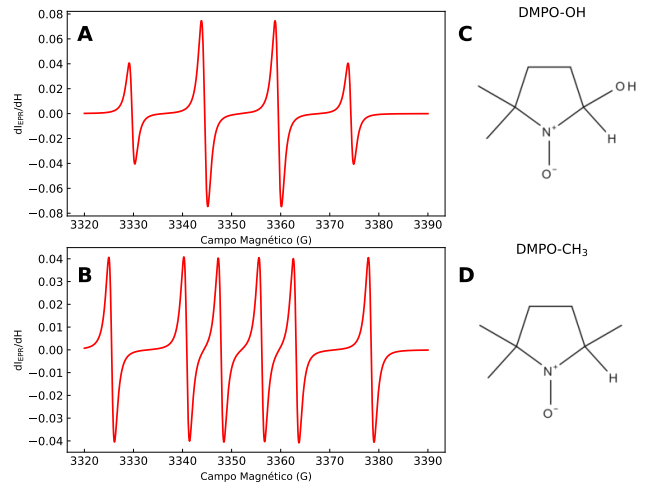 A
0.08
0.06
0.04
0.02
0.00
−0.02
−0.04
−0.06
−0.08
dI_EPR/dH
3320 3330 3340 3350 3360 3370 3380 3390
Campo Magnético (G)
B
0.04
0.03
0.02
0.01
0.00
−0.01
−0.02
−0.03
−0.04
dI_EPR/dH
3320 3330 3340 3350 3360 3370 3380 3390
Campo Magnético (G)
DMPO-OH
C
OH
N⁺
H
O⁻
DMPO-CH₃
D
N⁺
H
O⁻